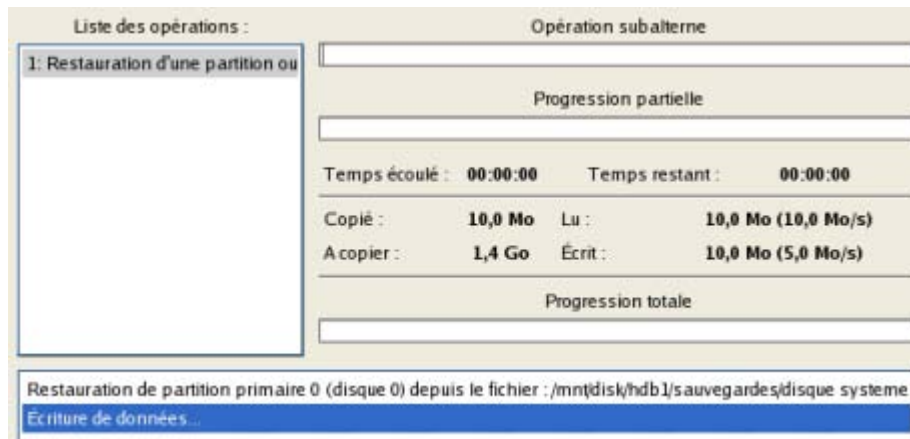 Liste des opérations :
1: Restauration d'une partition ou
Opération subalterne
Progression partielle
Temps écoulé : 00:00:00 Temps restant : 00:00:00
Copié : 10,0 Mo Lu : 10,0 Mo (10,0 Mo/s)
A copier : 1,4 Go Écrit : 10,0 Mo (5,0 Mo/s)
Progression totale
Restauration de partition primaire 0 (disque 0) depuis le fichier :/mnt/disk/hdb1/sauvegardes/disque systeme
Écriture de données...